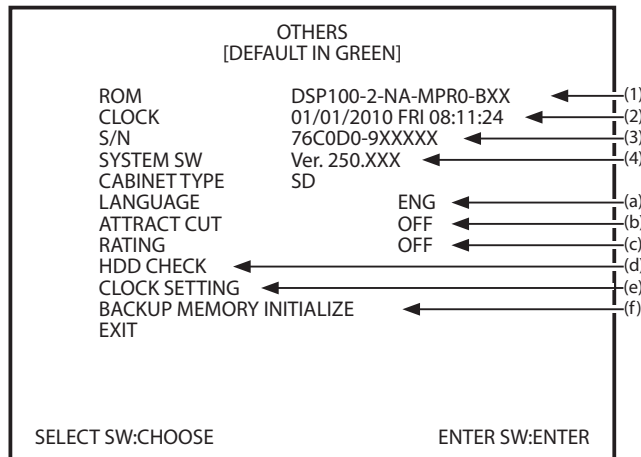 OTHERS
[DEFAULT IN GREEN]
ROM DSP100-2-NA-MPR0-BXX (1)
CLOCK 01/01/2010 FRI 08:11:24 (2)
S/N 76C0D0-9XXXXX (3)
SYSTEM SW Ver. 250.XXX (4)
CABINET TYPE SD
LANGUAGE ENG (a)
ATTRACT CUT OFF (b)
RATING OFF (c)
HDD CHECK (d)
CLOCK SETTING (e)
BACKUP MEMORY INITIALIZE (f)
EXIT
SELECT SW:CHOOSE ENTER SW:ENTER